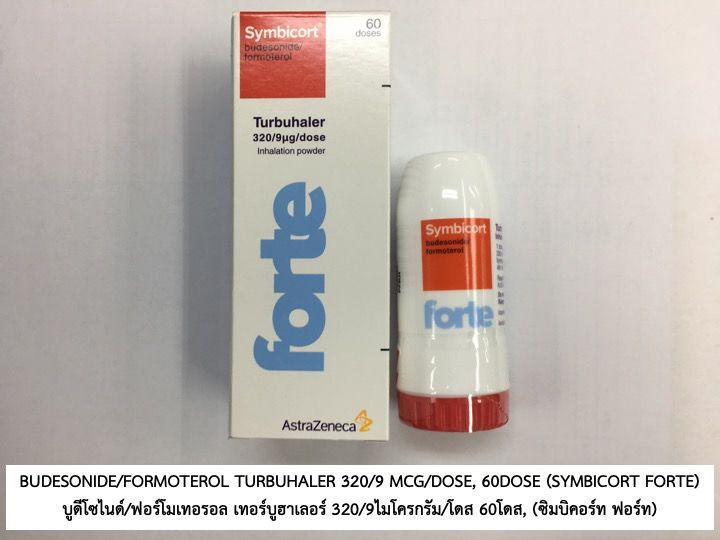 Symbicort®
budesonide/
formoterol
60
doses
Turbuhaler
320/9µg/dose
Inhalation powder
forte
AstraZeneca
Symbicort
budesonide/
formoterol
forte
BUDESONIDE/FORMOTEROL TURBUHALER 320/9 MCG/DOSE, 60DOSE (SYMBICORT FORTE)
บูดีโซไนด์/ฟอร์โมเทอรอล เทอร์บูฮาเลอร์ 320/9ไมโครกรัม/โดส 60โดส, (ซิมบิคอร์ท ฟอร์ท)